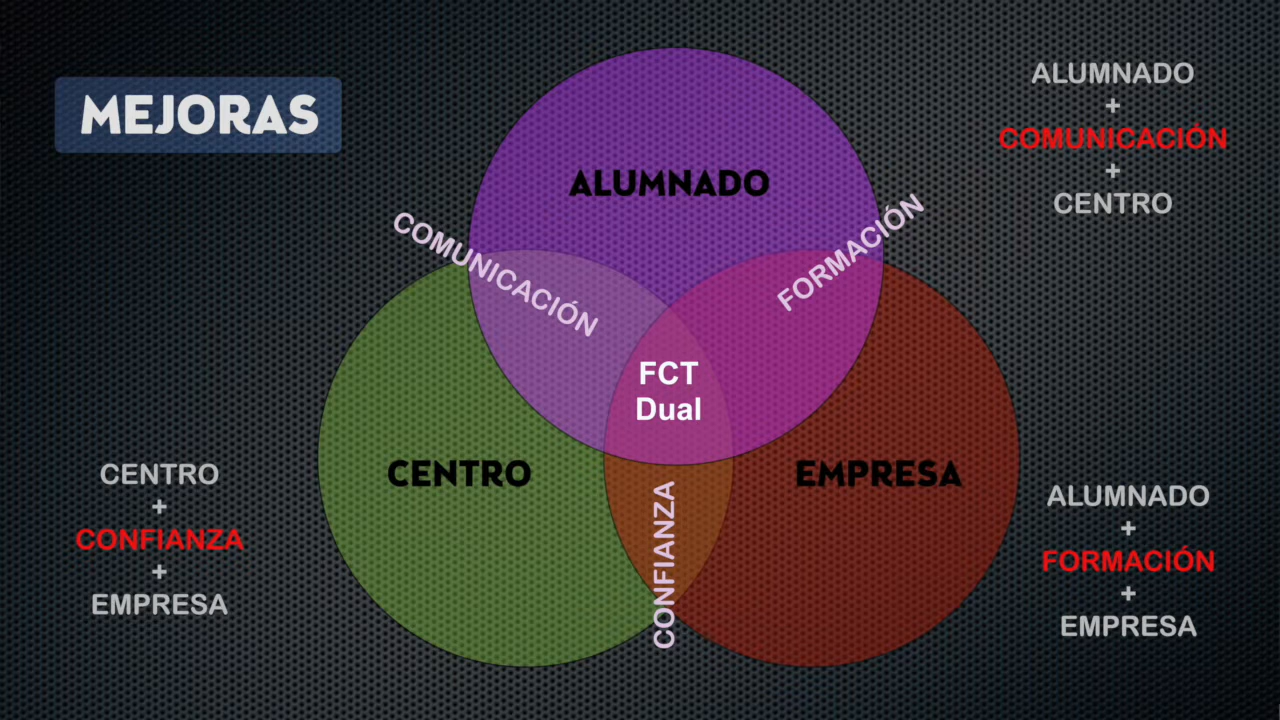 MEJORAS
ALUMNADO
+
COMUNICACIÓN
+
CENTRO
ALUMNADO
COMUNICACIÓN
FORMACIÓN
FCT
Dual
CENTRO
EMPRESA
CONFIANZA
CENTRO
+
CONFIANZA
+
EMPRESA
ALUMNADO
+
FORMACIÓN
+
EMPRESA